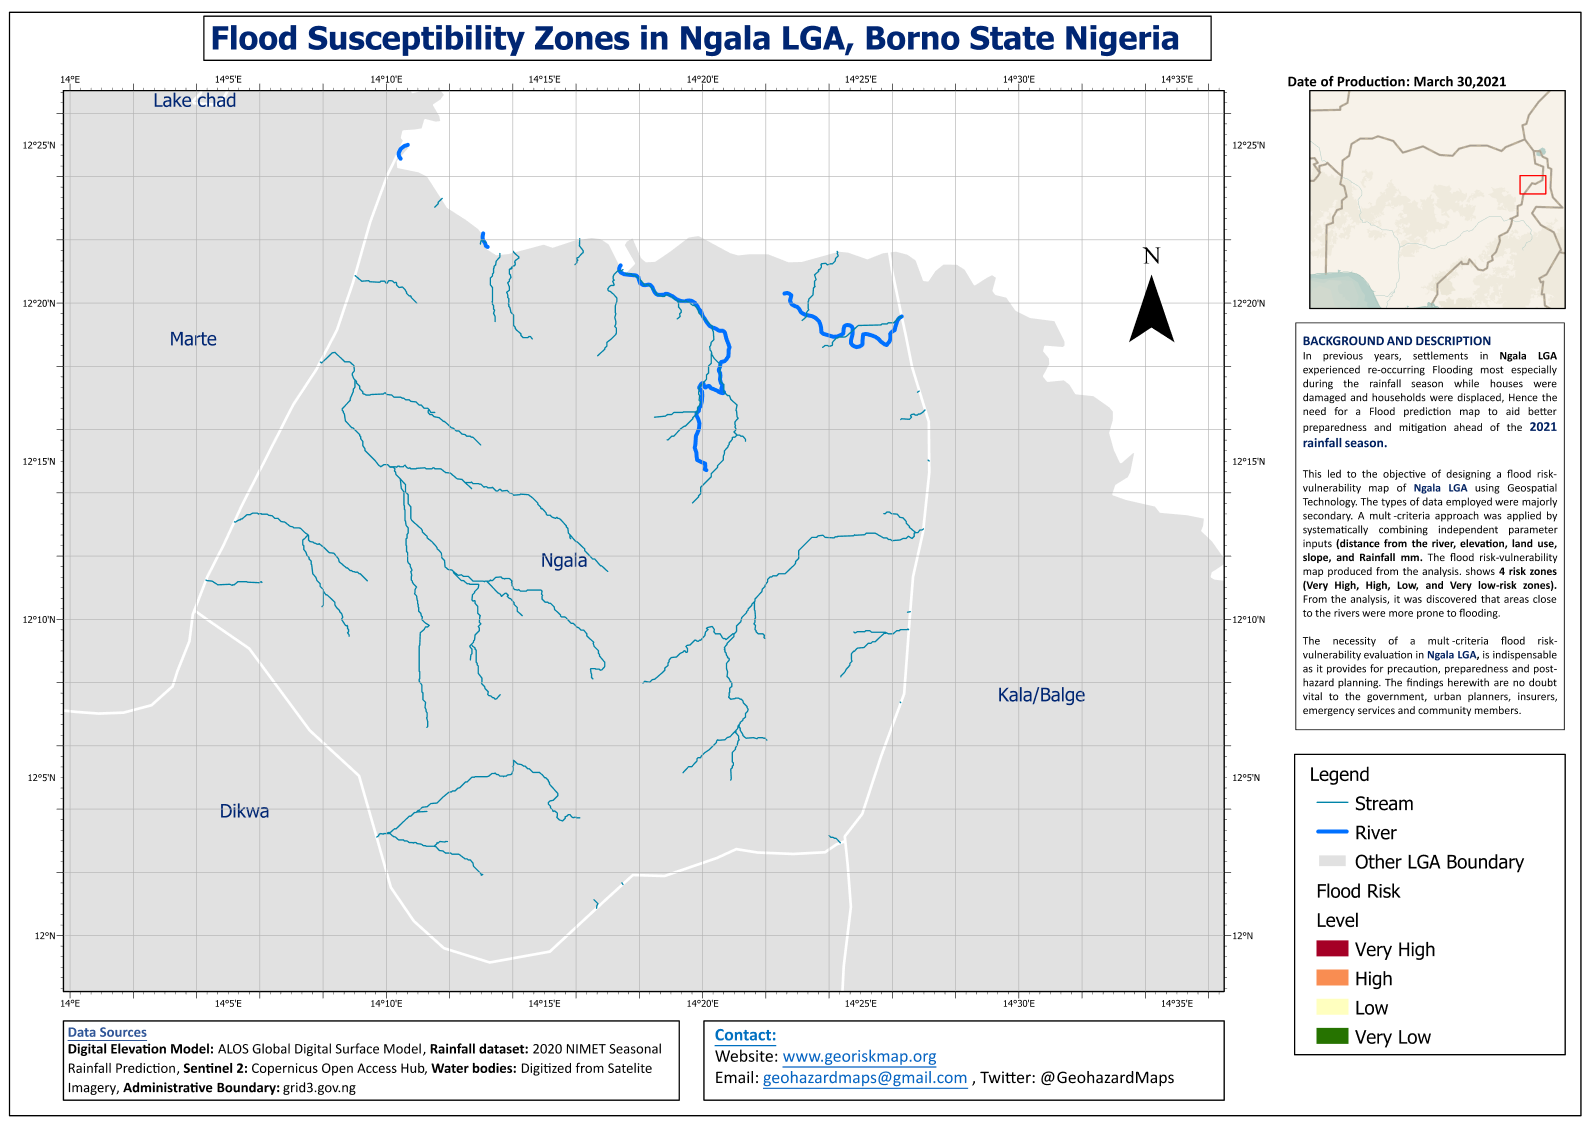 Flood Susceptibility Zones in Ngala LGA, Borno State Nigeria
14°E 14°5'E 14°10'E 14°15'E 14°20'E 14°25'E 14°30'E 14°35'E
Date of Production: March 30,2021
Lake chad
12°25'N 12°25'N
N
12°20'N 12°20'N
Marte
12°15'N 12°15'N
Ngala
12°10'N 12°10'N
Kala/Balge
12°5'N 12°5'N
Dikwa
12°N 12°N
14°E 14°5'E 14°10'E 14°15'E 14°20'E 14°25'E 14°30'E 14°35'E
BACKGROUND AND DESCRIPTION
In previous years, settlements in Ngala LGA
experienced re-occurring Flooding most especially
during the rainfall season while houses were
damaged and households were displaced, Hence the
need for a Flood prediction map to aid better
preparedness and mitigation ahead of the 2021
rainfall season.
This led to the objective of designing a flood risk-
vulnerability map of Ngala LGA using Geospatial
Technology. The types of data employed were majorly
secondary. A mult -criteria approach was applied by
systematically combining independent parameter
inputs (distance from the river, elevation, land use,
slope, and Rainfall mm. The flood risk-vulnerability
map produced from the analysis. shows 4 risk zones
(Very High, High, Low, and Very low-risk zones).
From the analysis, it was discovered that areas close
to the rivers were more prone to flooding.
The necessity of a mult -criteria flood risk-
vulnerability evaluation in Ngala LGA, is indispensable
as it provides for precaution, preparedness and post-
hazard planning. The findings herewith are no doubt
vital to the government, urban planners, insurers,
emergency services and community members.
Legend
Stream
River
Other LGA Boundary
Flood Risk
Level
Very High
High
Low
Very Low
Data Sources
Digital Elevation Model: ALOS Global Digital Surface Model, Rainfall dataset: 2020 NIMET Seasonal
Rainfall Prediction, Sentinel 2: Copernicus Open Access Hub, Water bodies: Digitized from Satelite
Imagery, Administrative Boundary: grid3.gov.ng
Contact:
Website: www.georiskmap.org
Email: geohazardmaps@gmail.com , Twitter: @GeohazardMaps